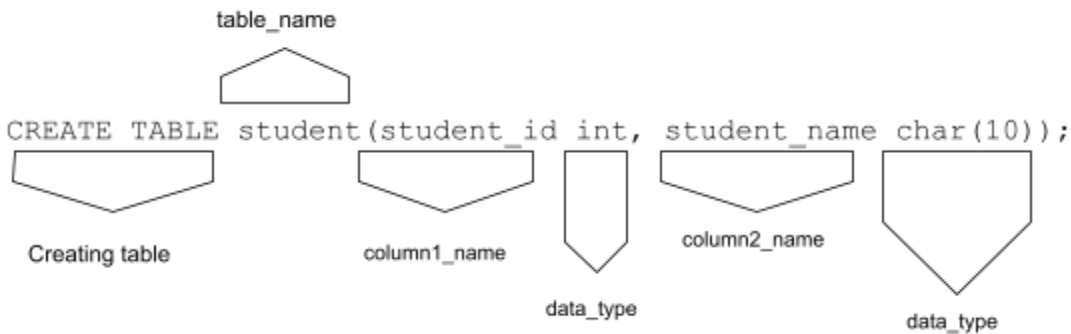 table_name
CREATE TABLE student(student_id int, student_name char(10));
Creating table
column1_name
column2_name
data_type
data_type